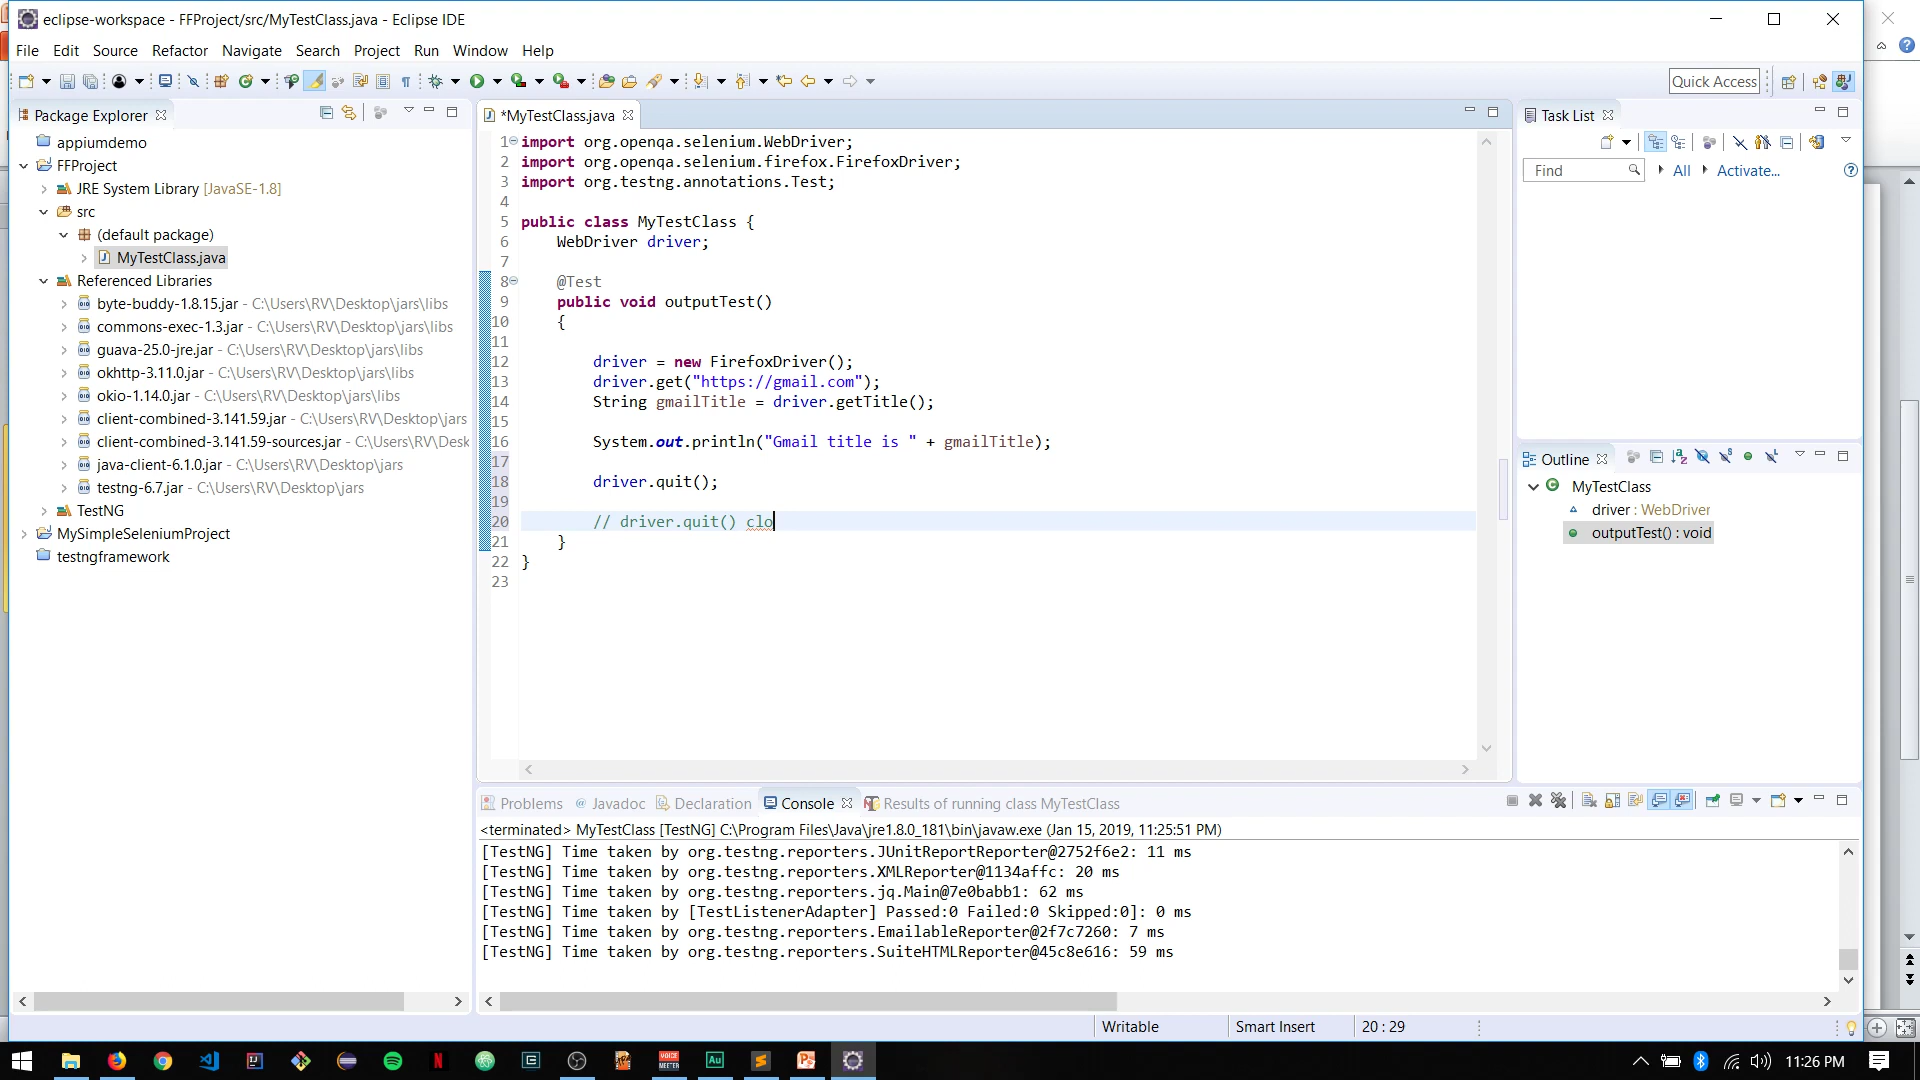 eclipse-workspace - FFProject/src/MyTestClass.java - Eclipse IDE
File Edit Source Refactor Navigate Search Project Run Window Help
Quick Access
Package Explorer
appiumdemo
FFProject
JRE System Library [JavaSE-1.8]
src
(default package)
MyTestClass.java
Referenced Libraries
byte-buddy-1.8.15.jar - C:\Users\RV\Desktop\jars\libs
commons-exec-1.3.jar - C:\Users\RV\Desktop\jars\libs
guava-25.0-jre.jar - C:\Users\RV\Desktop\jars\libs
okhttp-3.11.0.jar - C:\Users\RV\Desktop\jars\libs
okio-1.14.0.jar - C:\Users\RV\Desktop\jars\libs
client-combined-3.141.59.jar - C:\Users\RV\Desktop\jars
client-combined-3.141.59-sources.jar - C:\Users\RV\Desk
java-client-6.1.0.jar - C:\Users\RV\Desktop\jars
testng-6.7.jar - C:\Users\RV\Desktop\jars
TestNG
MySimpleSeleniumProject
testngframework
*MyTestClass.java
1 import org.openqa.selenium.WebDriver;
2 import org.openqa.selenium.firefox.FirefoxDriver;
3 import org.testng.annotations.Test;
4
5 public class MyTestClass {
6 WebDriver driver;
7
8 @Test
9 public void outputTest()
10 {
11
12 driver = new FirefoxDriver();
13 driver.get("https://gmail.com");
14 String gmailTitle = driver.getTitle();
15
16 System.out.println("Gmail title is " + gmailTitle);
17
18 driver.quit();
19
20 // driver.quit() clo
21 }
22 }
23
Task List
Find All Activate...
Outline
MyTestClass
driver : WebDriver
outputTest() : void
Problems Javadoc Declaration Console Results of running class MyTestClass
<terminated> MyTestClass [TestNG] C:\Program Files\Java\jre1.8.0_181\bin\javaw.exe (Jan 15, 2019, 11:25:51 PM)
[TestNG] Time taken by org.testng.reporters.JUnitReportReporter@2752f6e2: 11 ms
[TestNG] Time taken by org.testng.reporters.XMLReporter@1134affc: 20 ms
[TestNG] Time taken by org.testng.reporters.jq.Main@7e0babb1: 62 ms
[TestNG] Time taken by [TestListenerAdapter] Passed:0 Failed:0 Skipped:0]: 0 ms
[TestNG] Time taken by org.testng.reporters.EmailableReporter@2f7c7260: 7 ms
[TestNG] Time taken by org.testng.reporters.SuiteHTMLReporter@45c8e616: 59 ms
Writable Smart Insert 20 : 29
11:26 PM